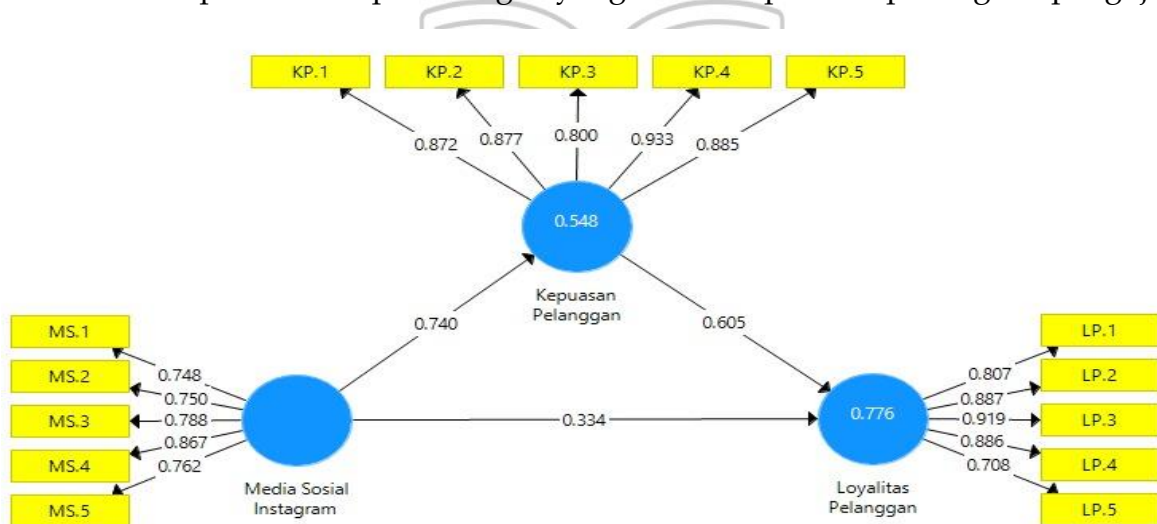 KP.1 KP.2 KP.3 KP.4 KP.5
0.872 0.877 0.800 0.933 0.885
0.548
Kepuasan
Pelanggan
0.740 0.605
MS.1
MS.2
MS.3
MS.4
MS.5
0.748
0.750
0.788
0.867
0.762
Media Sosial
Instagram
0.334
0.776
Loyalitas
Pelanggan
0.807
0.887
0.919
0.886
0.708
LP.1
LP.2
LP.3
LP.4
LP.5